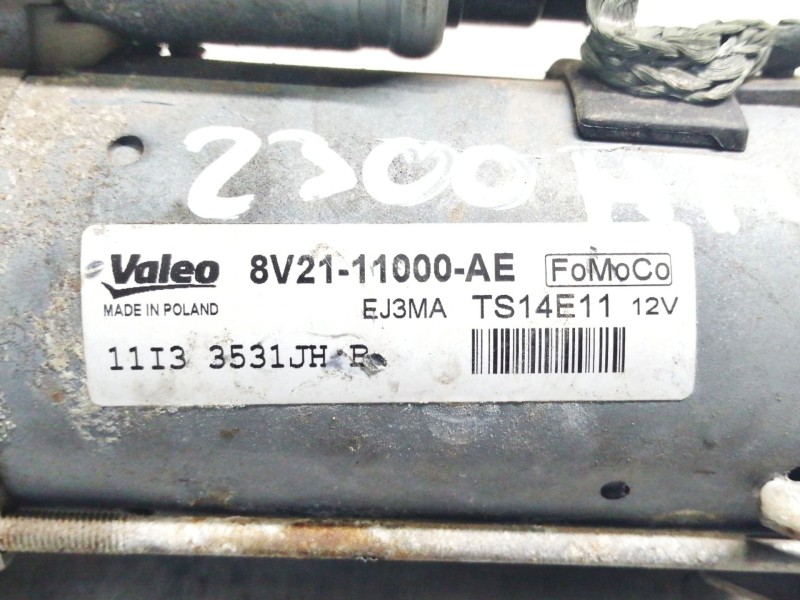 2300
Valeo 8V21-11000-AE FoMoCo
MADE IN POLAND EJ3MA TS14E11 12V
11I3 3531JH